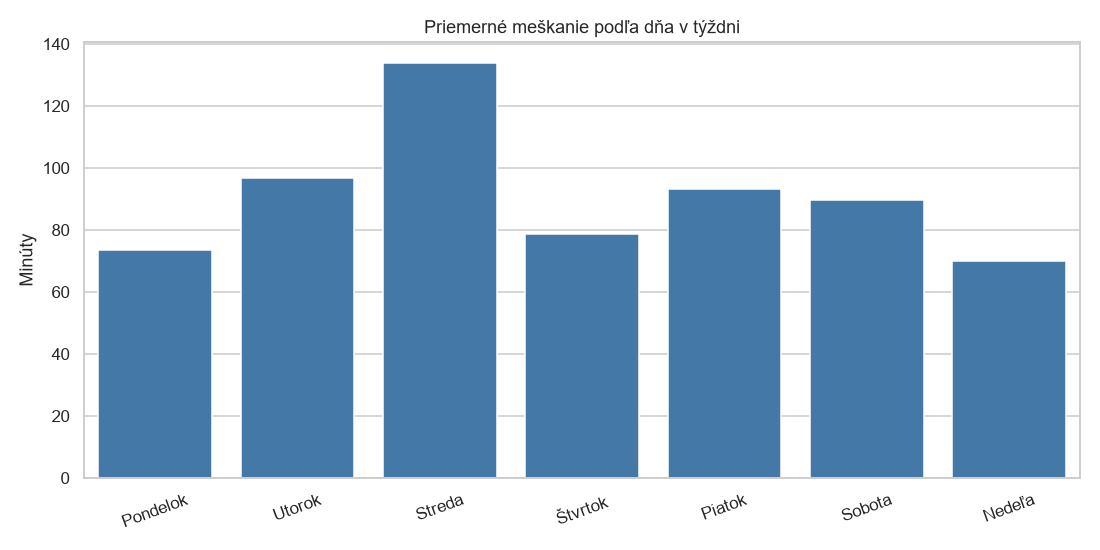 Priemerné meškanie podľa dňa v týždni
Minúty
140
120
100
80
60
40
20
0
Pondelok
Utorok
Streda
Štvrtok
Piatok
Sobota
Nedeľa